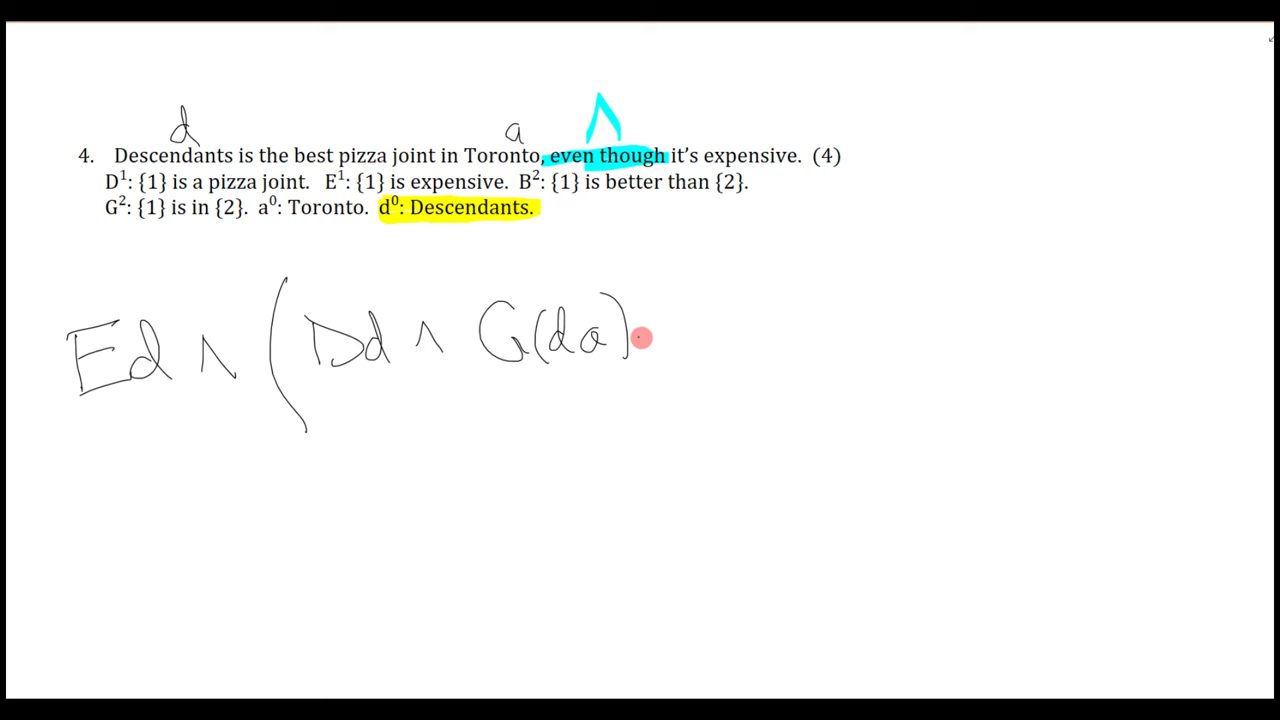 d a ∧
4. Descendants is the best pizza joint in Toronto, even though it's expensive. (4)
D¹: {1} is a pizza joint. E¹: {1} is expensive. B²: {1} is better than {2}.
G²: {1} is in {2}. a⁰: Toronto. d⁰: Descendants.
Ed ∧ ( Dd ∧ G(da)